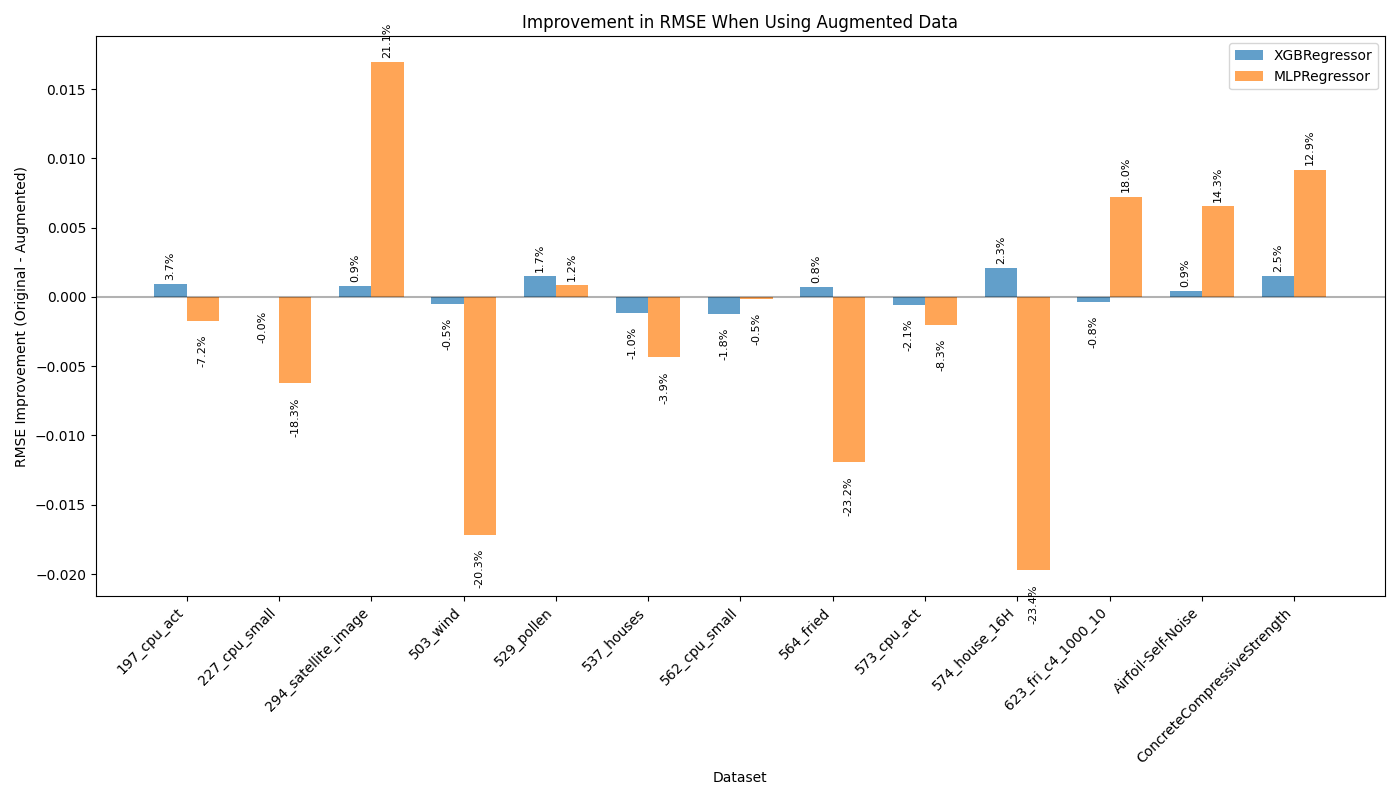 Improvement in RMSE When Using Augmented Data
XGBRegressor
MLPRegressor
RMSE Improvement (Original - Augmented)
0.015
0.010
0.005
0.000
−0.005
−0.010
−0.015
−0.020
3.7%
-7.2%
-0.0%
-18.3%
0.9%
21.1%
-0.5%
-20.3%
1.7%
1.2%
-1.0%
-3.9%
-1.8%
-0.5%
0.8%
-23.2%
-2.1%
-8.3%
2.3%
-23.4%
-0.8%
18.0%
0.9%
14.3%
2.5%
12.9%
197_cpu_act
227_cpu_small
294_satellite_image
503_wind
529_pollen
537_houses
562_cpu_small
564_fried
573_cpu_act
574_house_16H
623_fri_c4_1000_10
Airfoil-Self-Noise
ConcreteCompressiveStrength
Dataset